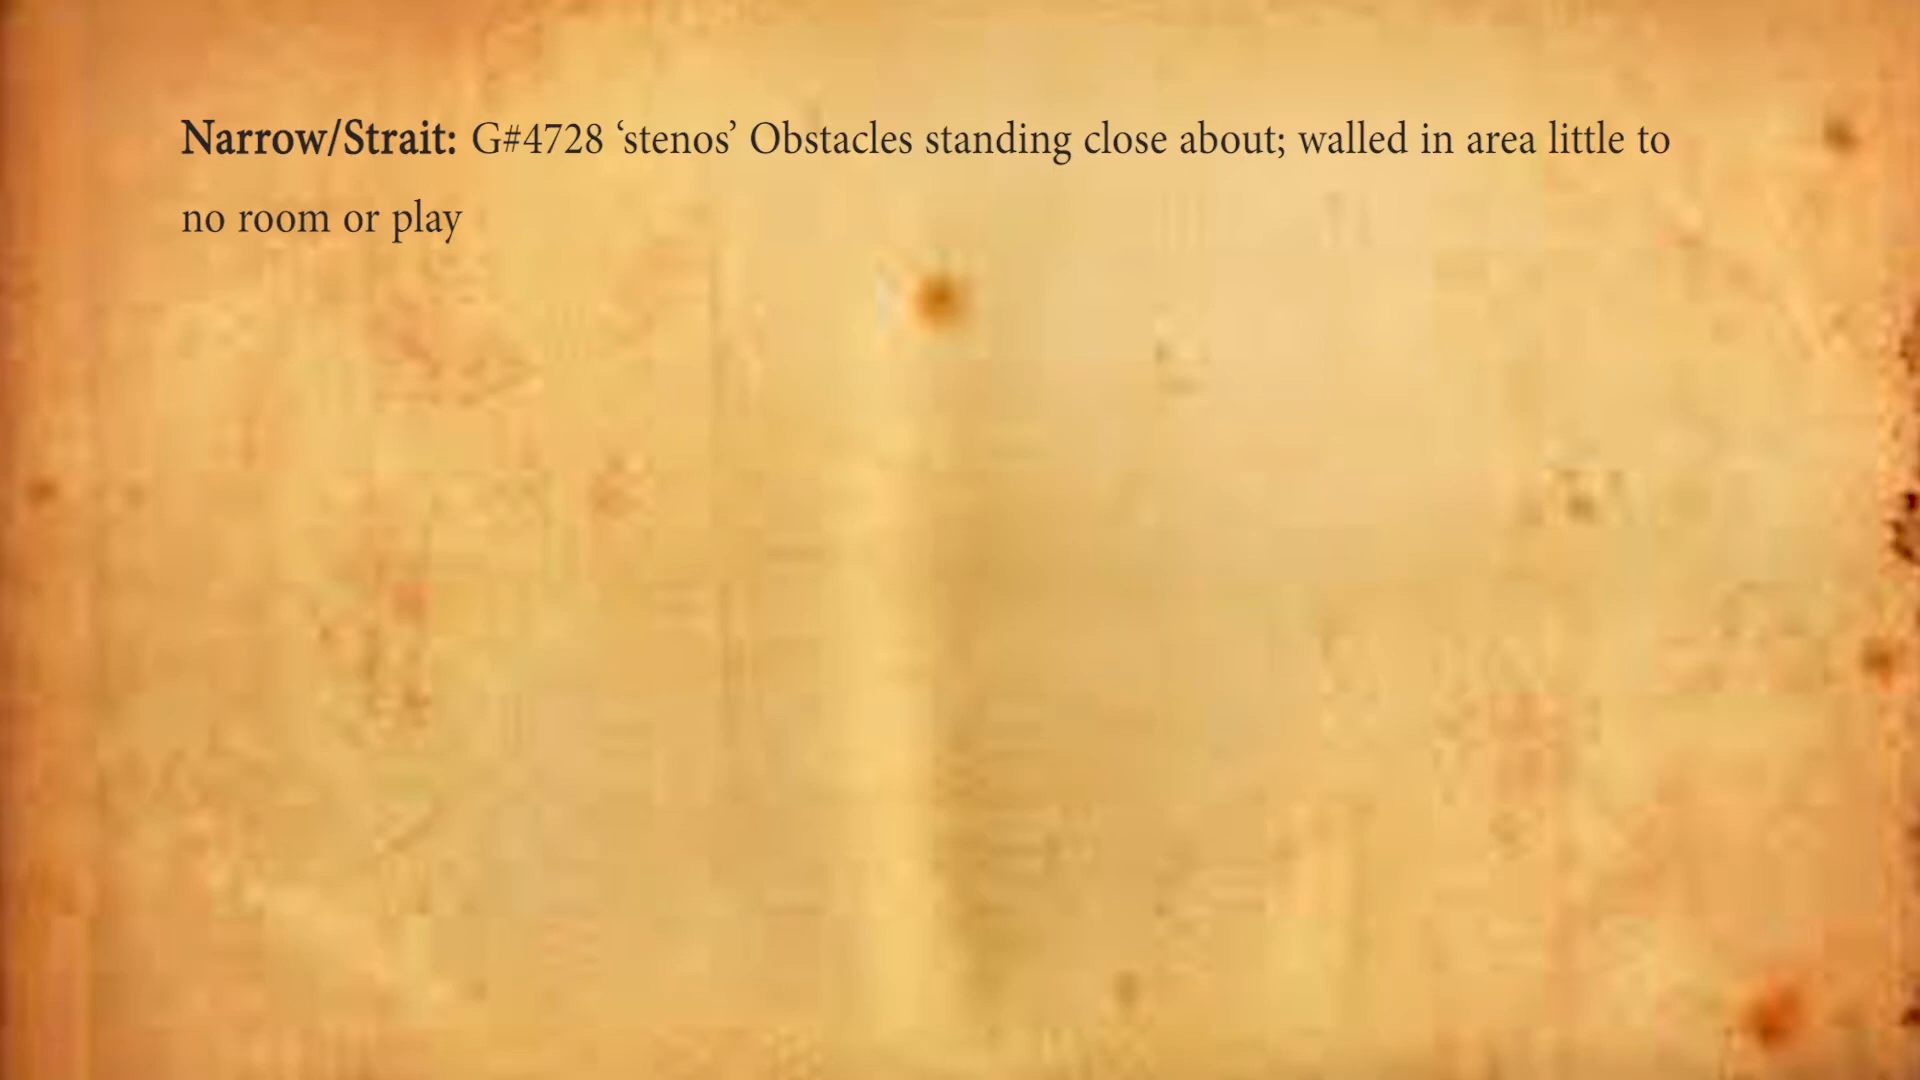 Narrow/Strait: G#4728 ‘stenos’ Obstacles standing close about; walled in area little to
no room or play